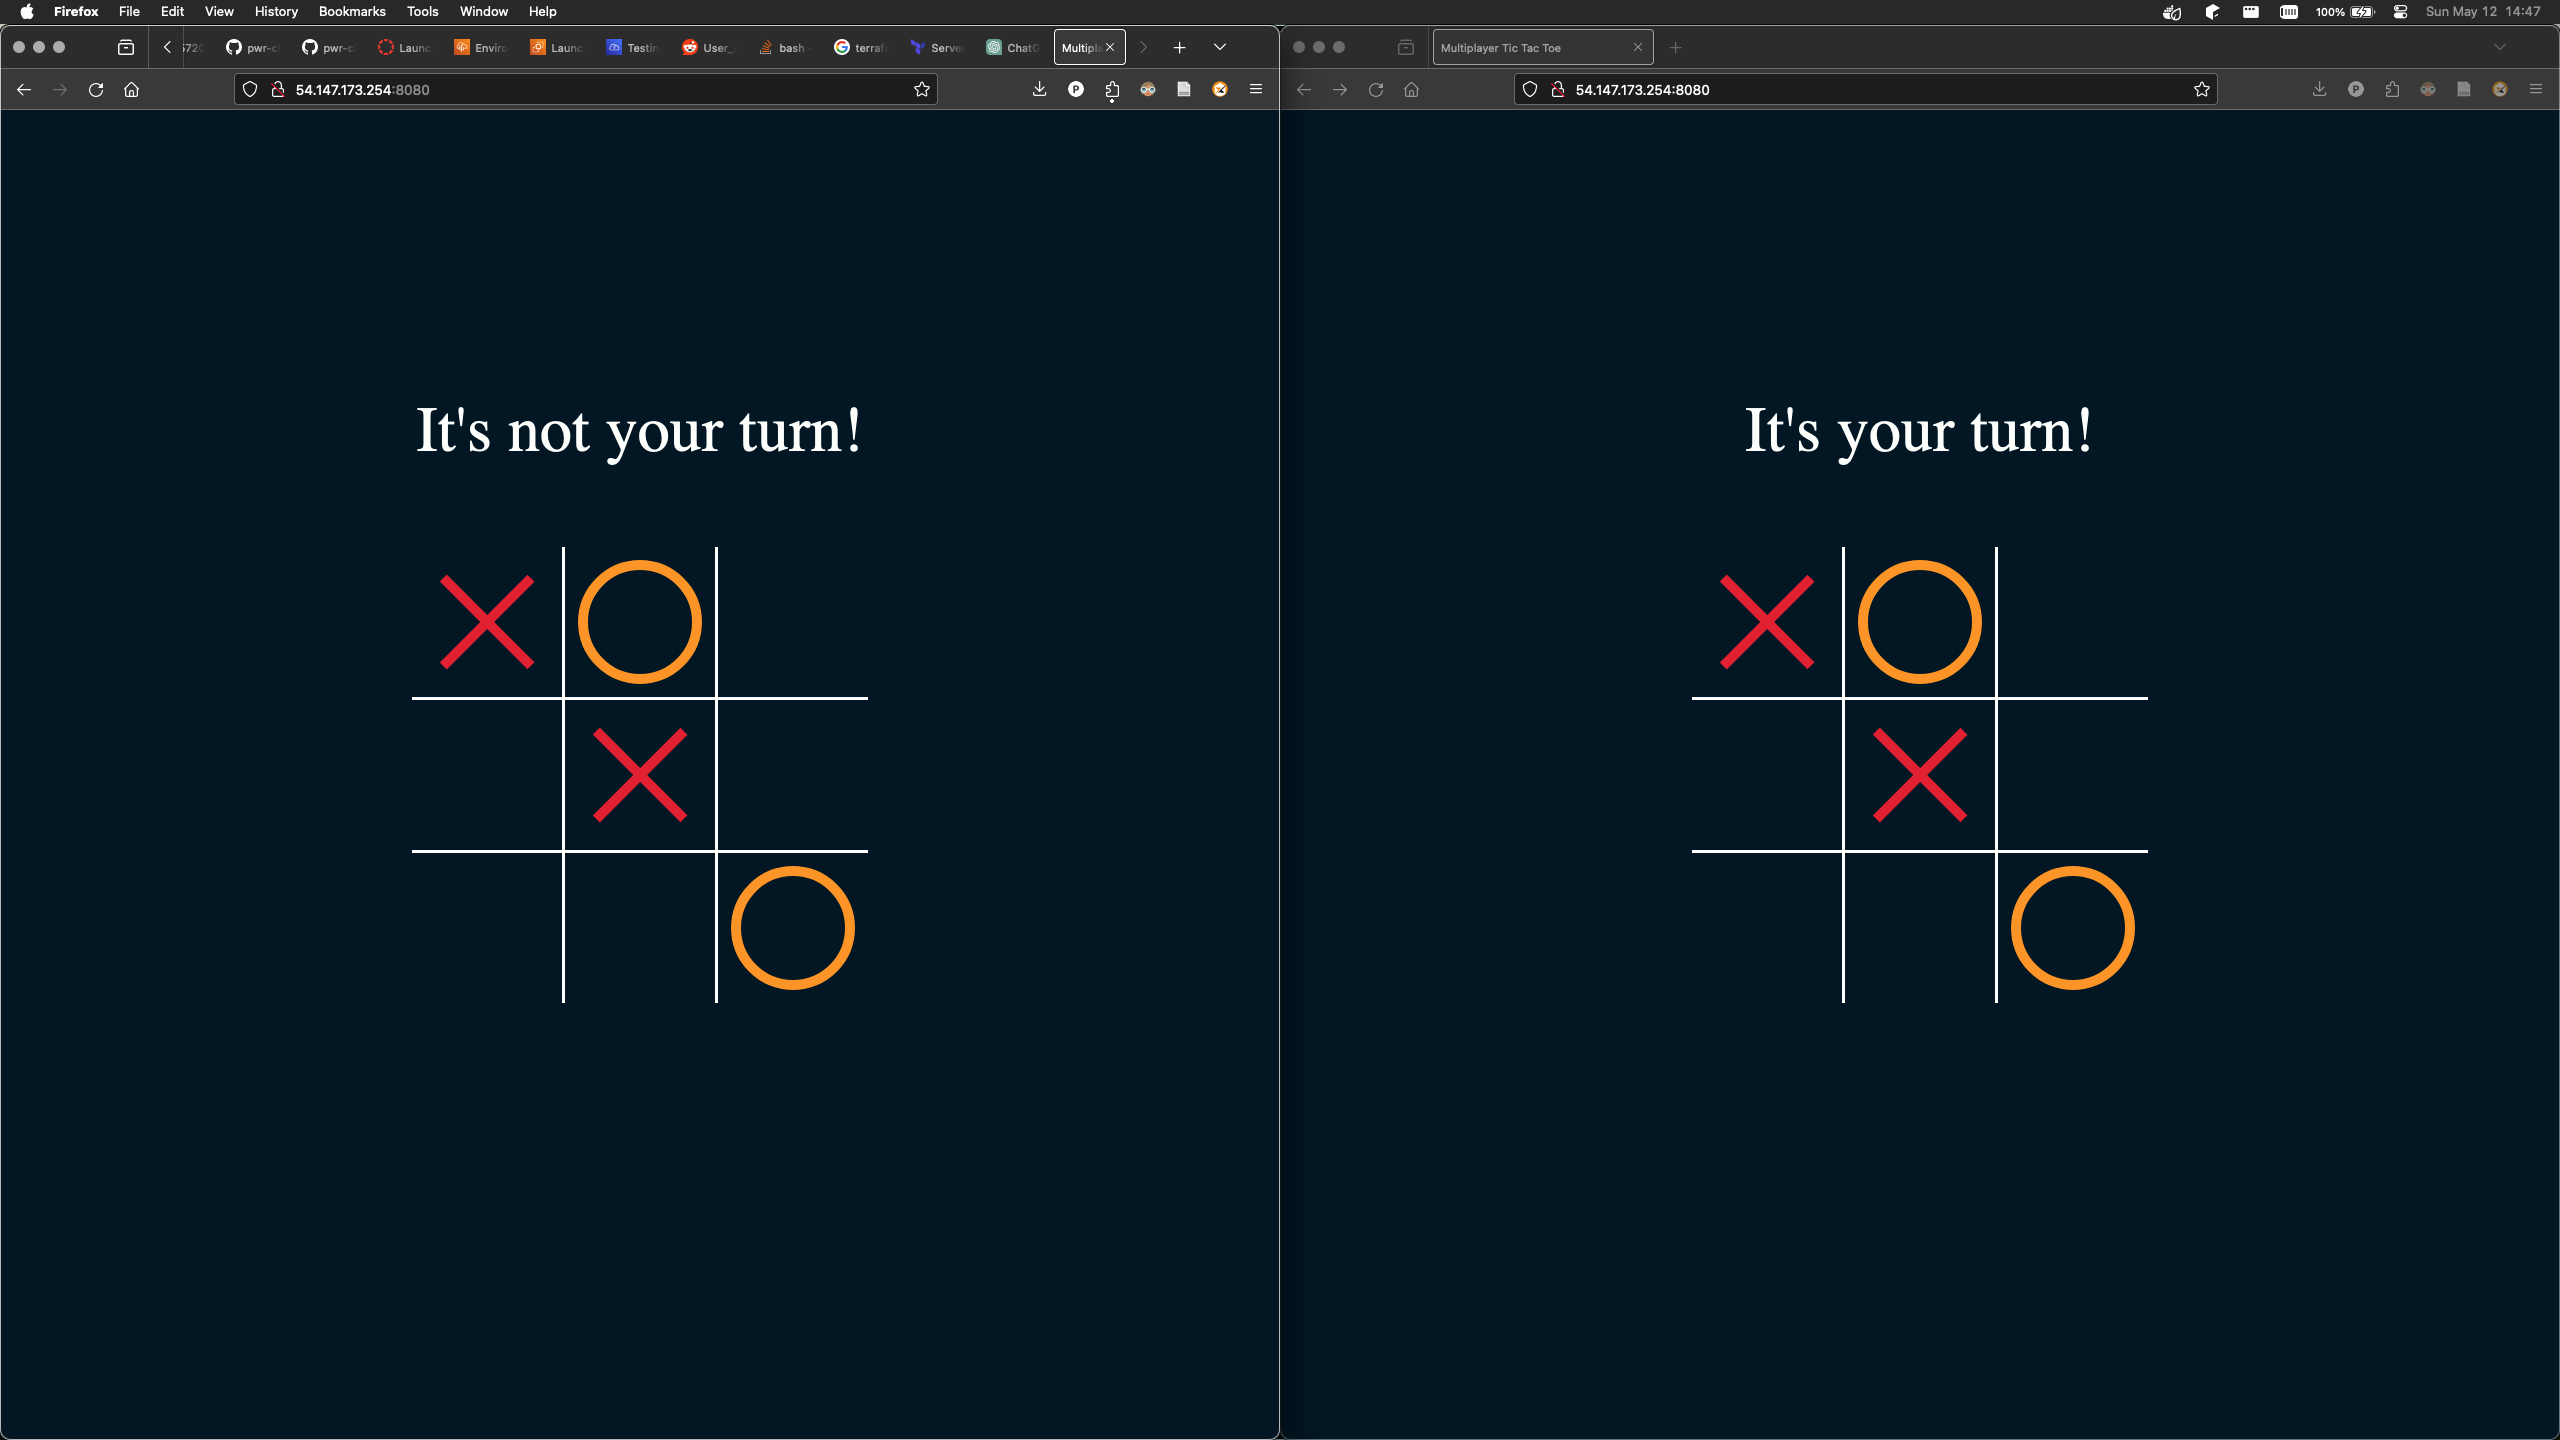 Firefox File Edit View History Bookmarks Tools Window Help 100% Sun May 12 14:47
pwr-c pwr-c Launc Enviro Launc Testin User_ bash - terraf Serve ChatG Multipla
54.147.173.254:8080
It's not your turn!
Multiplayer Tic Tac Toe
54.147.173.254:8080
It's your turn!